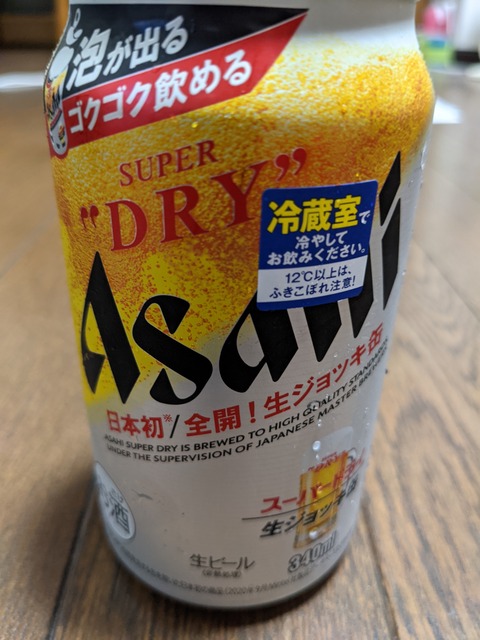 泡が出る
ゴクゴク飲める
SUPER
"DRY"
冷蔵室で
冷やして
お飲みください。
12℃以上は、
ふきこぼれ注意!
Asahi
日本初※/全開!生ジョッキ缶
ASAHI SUPER DRY IS BREWED TO HIGH QUALITY STANDARDS
UNDER THE SUPERVISION OF JAPANESE MASTER BREWERS
酒
スーパードライ
生ジョッキ缶
生ビール
340ml